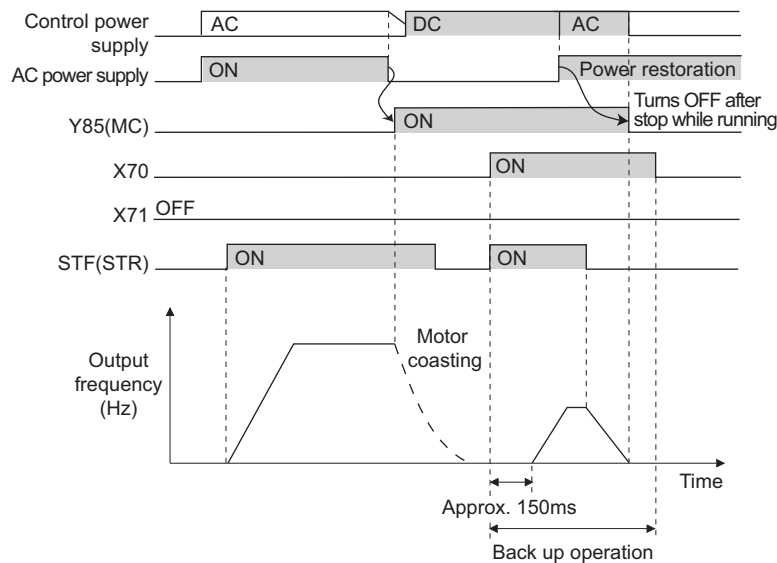 Control power
supply
AC
DC
AC
AC power supply
ON
Power restoration
Turns OFF after
stop while running
Y85(MC)
ON
X70
ON
X71
OFF
STF(STR)
ON
ON
Output
frequency
(Hz)
Motor
coasting
Time
Approx. 150ms
Back up operation